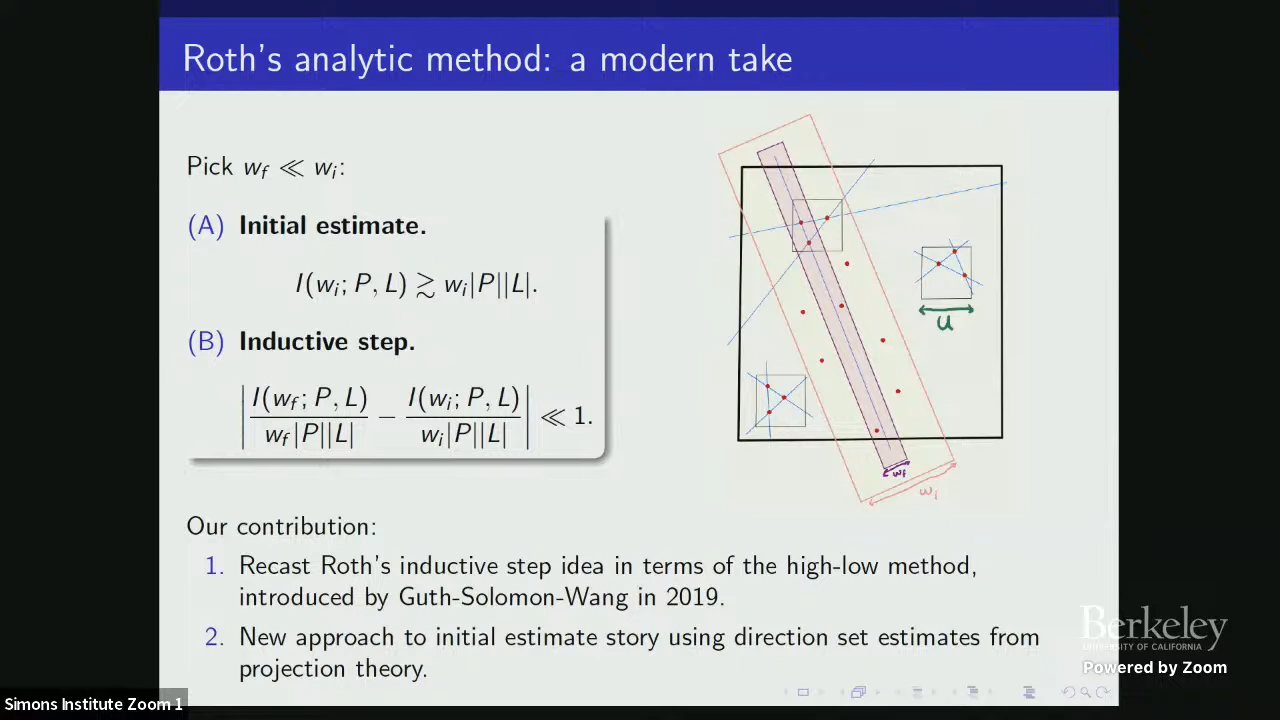 Roth's analytic method: a modern take
Pick w_f ≪ w_i:
(A) Initial estimate.
I(w_i; P, L) ≳ w_i|P||L|.
(B) Inductive step.
| I(w_f; P, L) / w_f|P||L| − I(w_i; P, L) / w_i|P||L| | ≪ 1.
u
w_f
w_i
Our contribution:
1. Recast Roth's inductive step idea in terms of the high-low method,
introduced by Guth-Solomon-Wang in 2019.
2. New approach to initial estimate story using direction set estimates from
projection theory.
Berkeley
UNIVERSITY OF CALIFORNIA
Powered by Zoom
Simons Institute Zoom 1